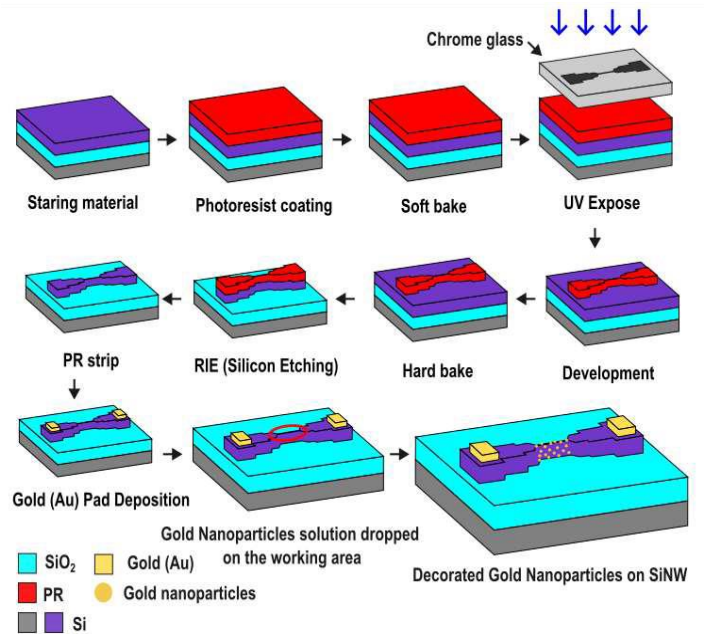 Chrome glass
Staring material
Photoresist coating
Soft bake
UV Expose
PR strip
RIE (Silicon Etching)
Hard bake
Development
Gold (Au) Pad Deposition
Gold Nanoparticles solution dropped
on the working area
Decorated Gold Nanoparticles on SiNW
SiO₂
Gold (Au)
PR
Gold nanoparticles
Si